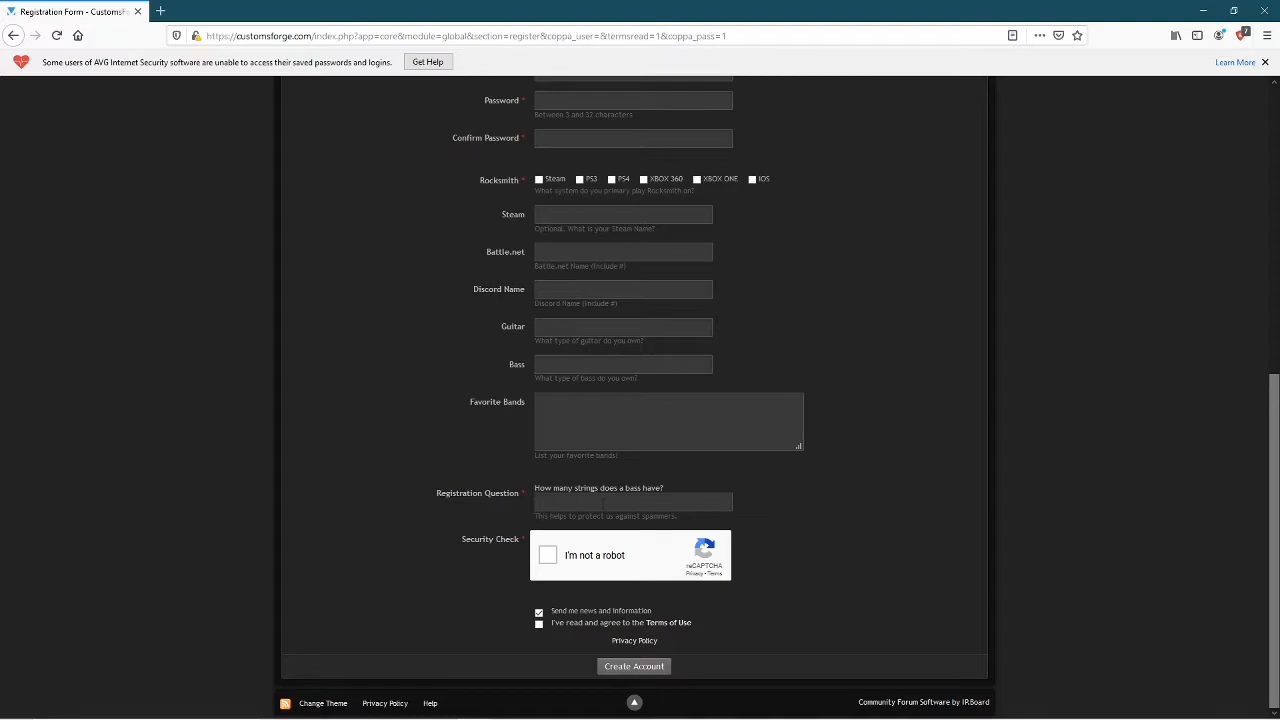 Registration Form - CustomsFo
https://customsforge.com/index.php?app=core&module=global&section=register&coppa_user=&termsread=1&coppa_pass=1
Some users of AVG Internet Security software are unable to access their saved passwords and logins. Get Help Learn More
Password *
Between 3 and 32 characters
Confirm Password *
Rocksmith * Steam PS3 PS4 XBOX 360 XBOX ONE IOS
What system do you primary play Rocksmith on?
Steam
Optional. What is your Steam Name?
Battle.net
Battle.net Name (Include #)
Discord Name
Discord Name (Include #)
Guitar
What type of guitar do you own?
Bass
What type of bass do you own?
Favorite Bands
List your favorite bands!
How many strings does a bass have?
Registration Question *
This helps to protect us against spammers.
Security Check *
I'm not a robot
reCAPTCHA
Privacy - Terms
Send me news and information
I've read and agree to the Terms of Use
Privacy Policy
Create Account
Change Theme Privacy Policy Help Community Forum Software by IP.Board